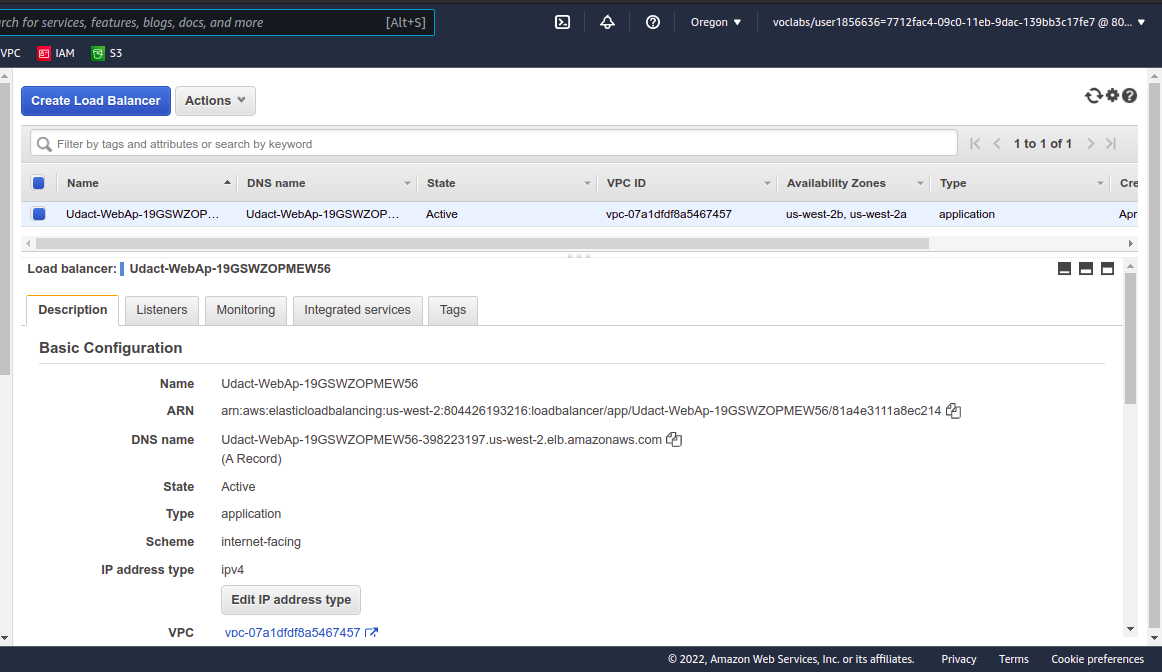 rch for services, features, blogs, docs, and more [Alt+S] Oregon voclabs/user1856636=7712fac4-09c0-11eb-9dac-139bb3c17fe7 @ 80...
VPC IAM S3
Create Load Balancer Actions
Filter by tags and attributes or search by keyword 1 to 1 of 1
Name DNS name State VPC ID Availability Zones Type Cre
Udact-WebAp-19GSWZOP... Udact-WebAp-19GSWZOP... Active vpc-07a1dfdf8a5467457 us-west-2b, us-west-2a application Apr
Load balancer: Udact-WebAp-19GSWZOPMEW56
Description Listeners Monitoring Integrated services Tags
Basic Configuration
Name Udact-WebAp-19GSWZOPMEW56
ARN arn:aws:elasticloadbalancing:us-west-2:804426193216:loadbalancer/app/Udact-WebAp-19GSWZOPMEW56/81a4e3111a8ec214
DNS name Udact-WebAp-19GSWZOPMEW56-398223197.us-west-2.elb.amazonaws.com
(A Record)
State Active
Type application
Scheme internet-facing
IP address type ipv4
Edit IP address type
VPC vpc-07a1dfdf8a5467457
© 2022, Amazon Web Services, Inc. or its affiliates. Privacy Terms Cookie preferences